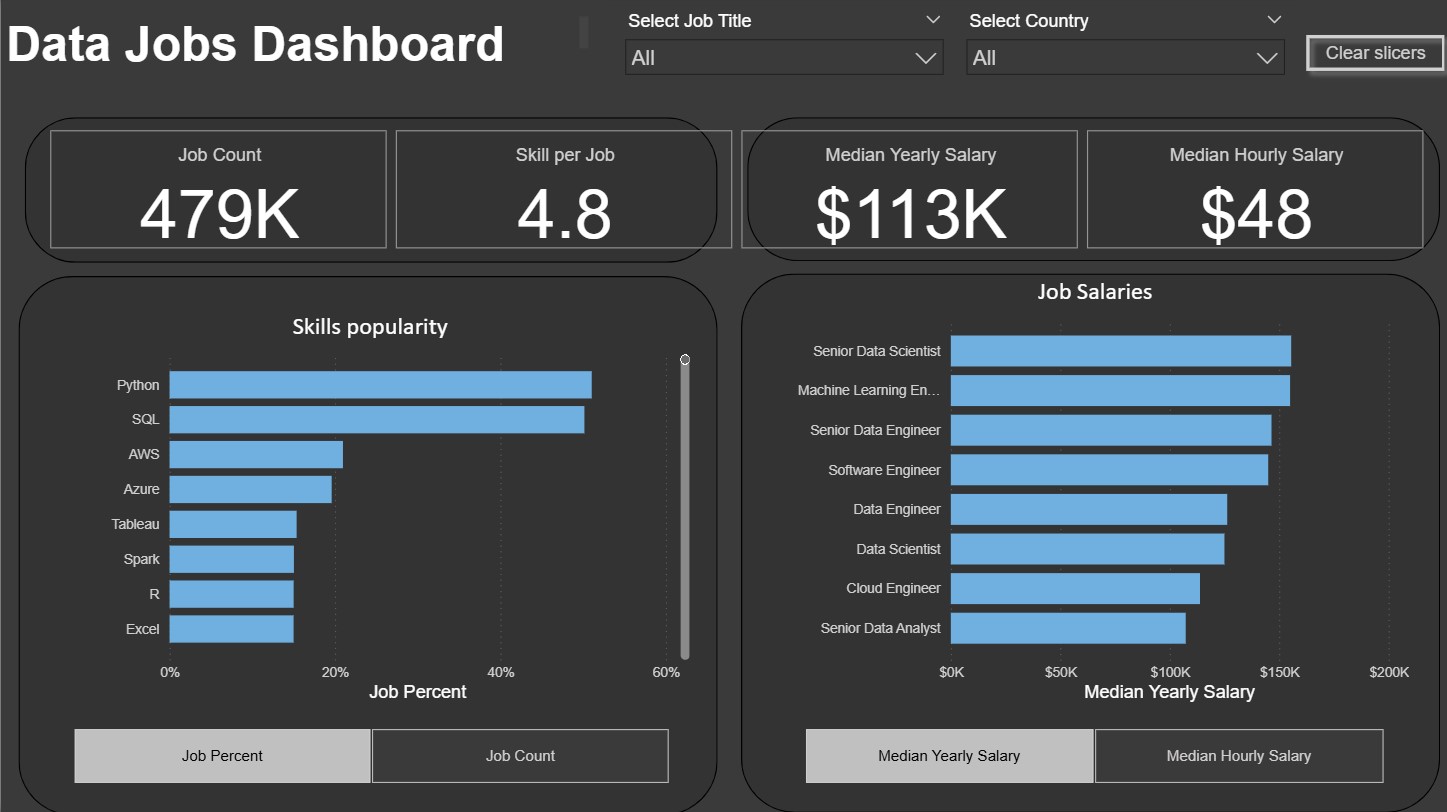 Data Jobs Dashboard
Select Job Title
All
Select Country
All
Clear slicers
Job Count
479K
Skill per Job
4.8
Median Yearly Salary
$113K
Median Hourly Salary
$48
Skills popularity
Python
SQL
AWS
Azure
Tableau
Spark
R
Excel
0% 20% 40% 60%
Job Percent
Job Percent
Job Count
Job Salaries
Senior Data Scientist
Machine Learning En...
Senior Data Engineer
Software Engineer
Data Engineer
Data Scientist
Cloud Engineer
Senior Data Analyst
$0K $50K $100K $150K $200K
Median Yearly Salary
Median Yearly Salary
Median Hourly Salary